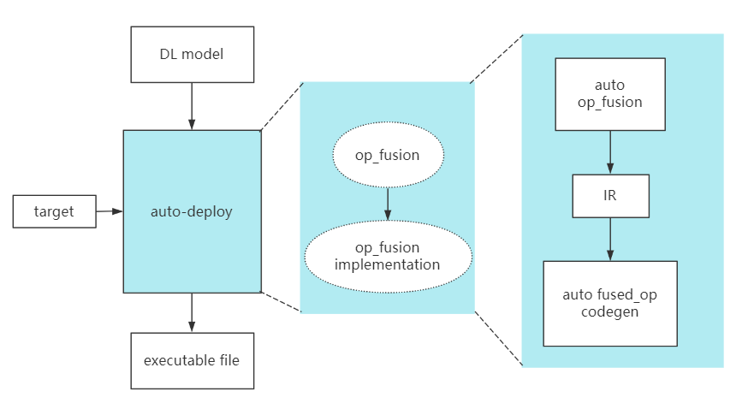 DL model
target
auto-deploy
executable file
op_fusion
op_fusion
implementation
auto
op_fusion
IR
auto fused_op
codegen